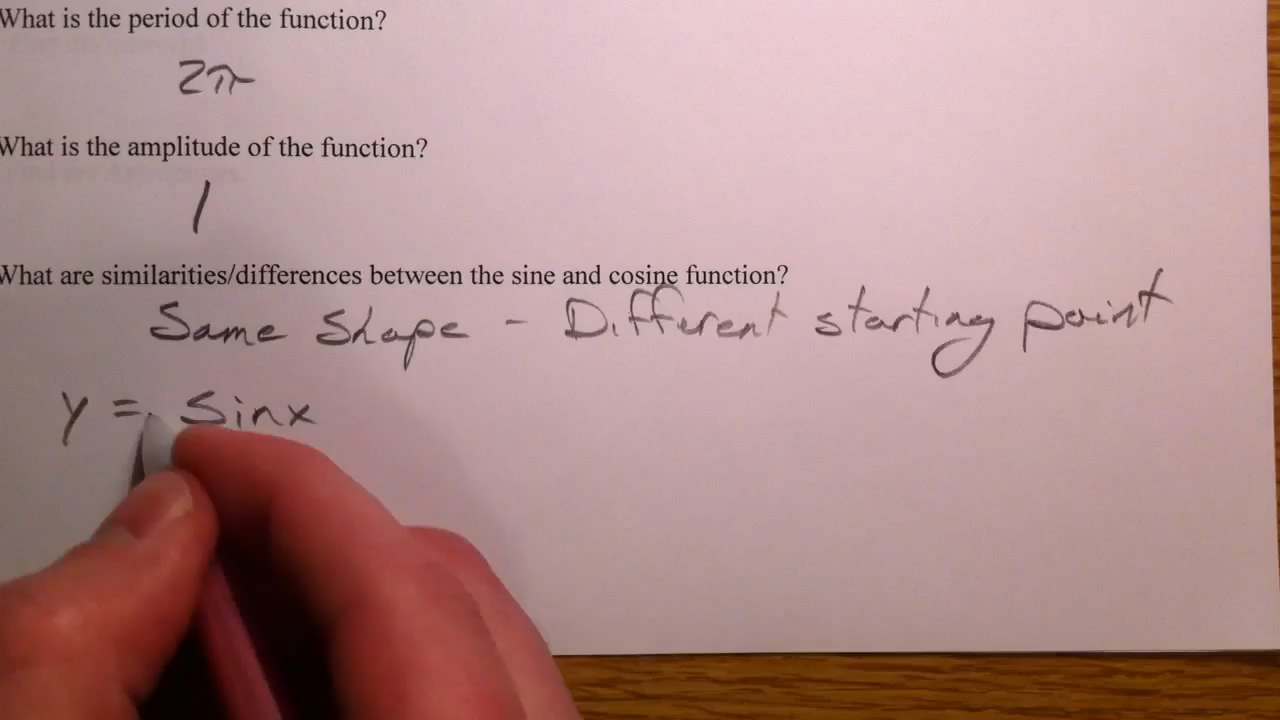 What is the period of the function?
2π
What is the amplitude of the function?
1
What are similarities/differences between the sine and cosine function?
Same Shape - Different starting point
y = sinx